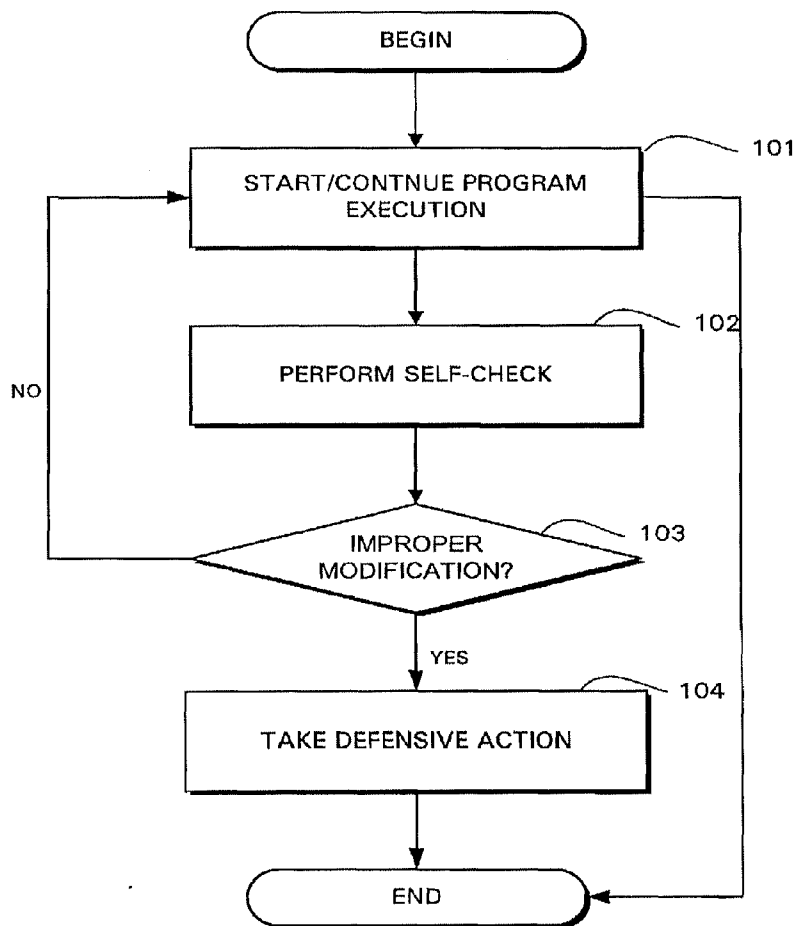 BEGIN
101
START/CONTNUE PROGRAM
EXECUTION
102
PERFORM SELF-CHECK
NO
103
IMPROPER
MODIFICATION?
YES
104
TAKE DEFENSIVE ACTION
END